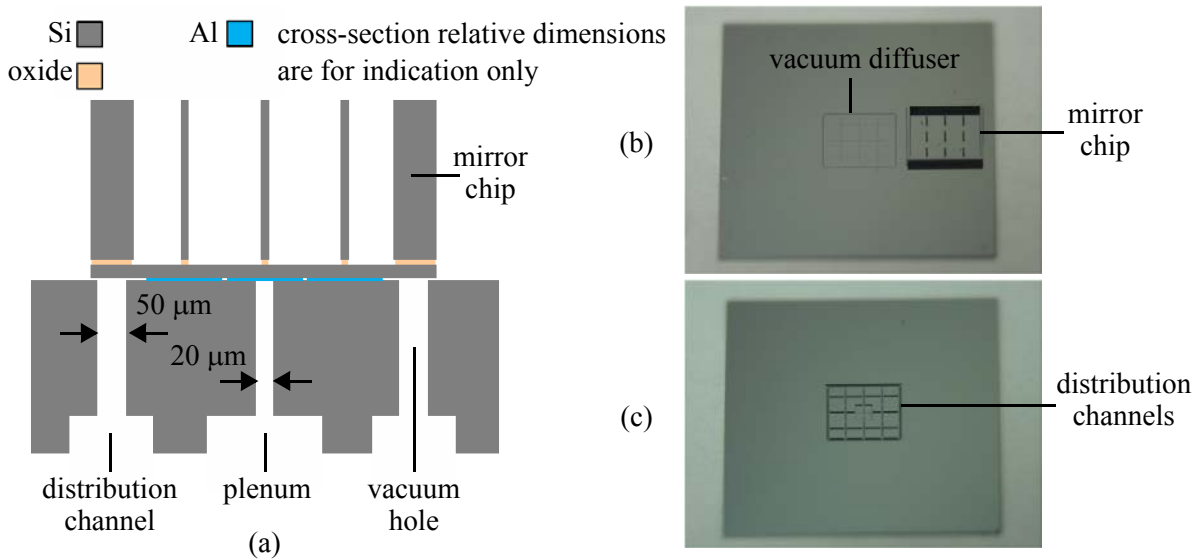 Si
Al
cross-section relative dimensions
oxide
are for indication only
mirror
chip
50 μm
20 μm
distribution
channel
plenum
vacuum
hole
(a)
vacuum diffuser
(b)
mirror
chip
(c)
distribution
channels